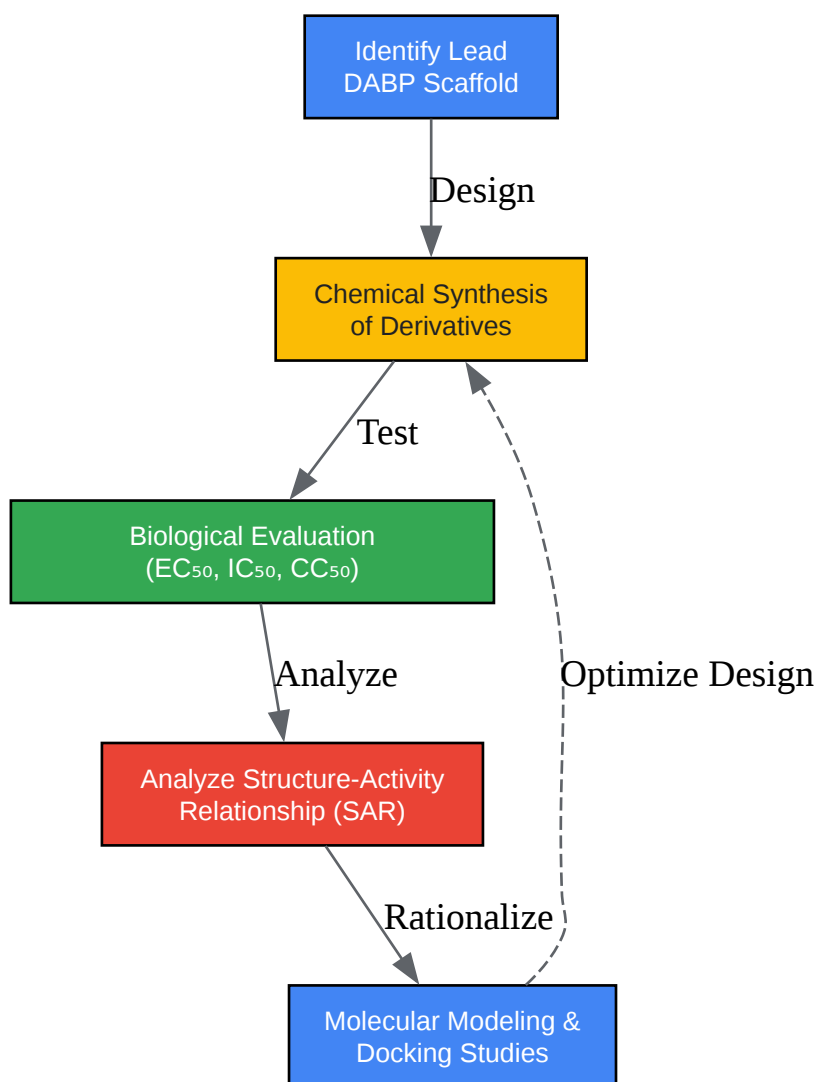 Identify Lead
DABP Scaffold
Design
Chemical Synthesis
of Derivatives
Test
Biological Evaluation
(EC₅₀, IC₅₀, CC₅₀)
Analyze
Optimize Design
Analyze Structure-Activity
Relationship (SAR)
Rationalize
Molecular Modeling &
Docking Studies